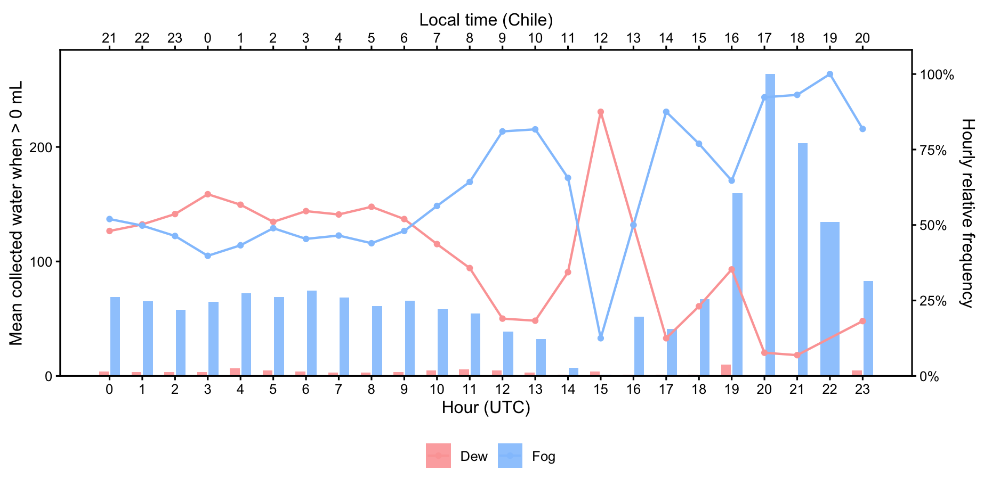 Local time (Chile)
21 22 23 0 1 2 3 4 5 6 7 8 9 10 11 12 13 14 15 16 17 18 19 20
Mean collected water when > 0 mL
200
100
0
100%
75%
50%
25%
0%
Hourly relative frequency
0 1 2 3 4 5 6 7 8 9 10 11 12 13 14 15 16 17 18 19 20 21 22 23
Hour (UTC)
Dew Fog